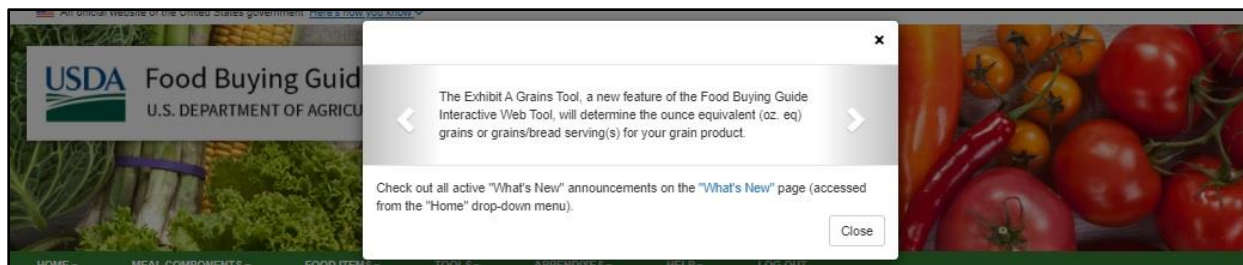 An official website of the United States government Here's how you know
USDA Food Buying Guid
U.S. DEPARTMENT OF AGRICU
×
The Exhibit A Grains Tool, a new feature of the Food Buying Guide
Interactive Web Tool, will determine the ounce equivalent (oz. eq)
grains or grains/bread serving(s) for your grain product.
Check out all active "What's New" announcements on the "What's New" page (accessed
from the "Home" drop-down menu).
Close
HOME MEAL COMPONENTS FOOD ITEMS TOOLS APPENDIXES HELP LOG OUT